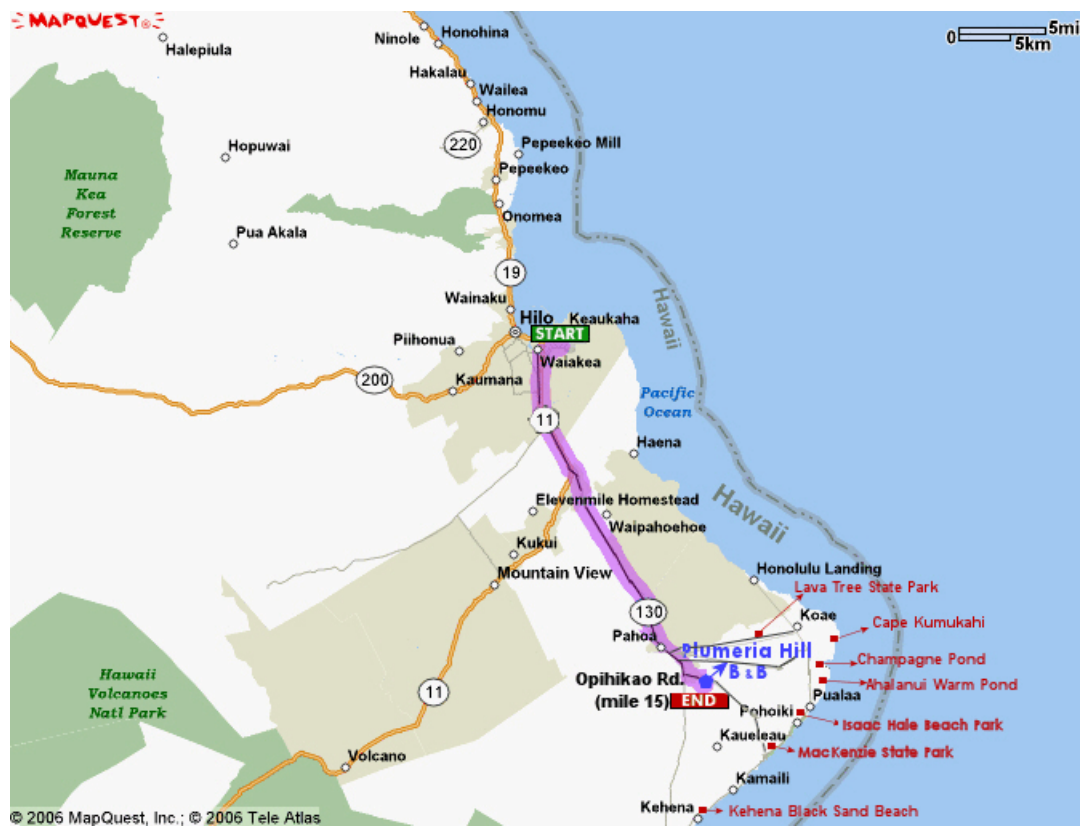 MAPQUEST®
Halepiula
Ninole
Honohina
0 5mi
5km
Hakalau
Wailea
Honomu
220
Hopuwai
Pepeekeo Mill
Pepeekeo
Mauna
Kea
Forest
Reserve
Onomea
Pua Akala
19
Wainaku
Hilo
Keaukaha
START
Hawaii
Piihonua
Waiakea
200
Kaumana
Pacific
Ocean
11
Haena
Hawaii
Elevenmile Homestead
Waipahoehoe
Kukui
Mountain View
Honolulu Landing
Lava Tree State Park
130
Koae
Cape Kumukahi
Pahoa
Plumeria Hill
B & B
Champagne Pond
Hawaii
Volcanoes
Natl Park
Opihikao Rd.
(mile 15)
END
Ahalanui Warm Pond
11
Pualaa
Pohoiki
Isaac Hale Beach Park
Kaueleau
MacKenzie State Park
Volcano
Kamaili
Kehena
Kehena Black Sand Beach
© 2006 MapQuest, Inc.; © 2006 Tele Atlas